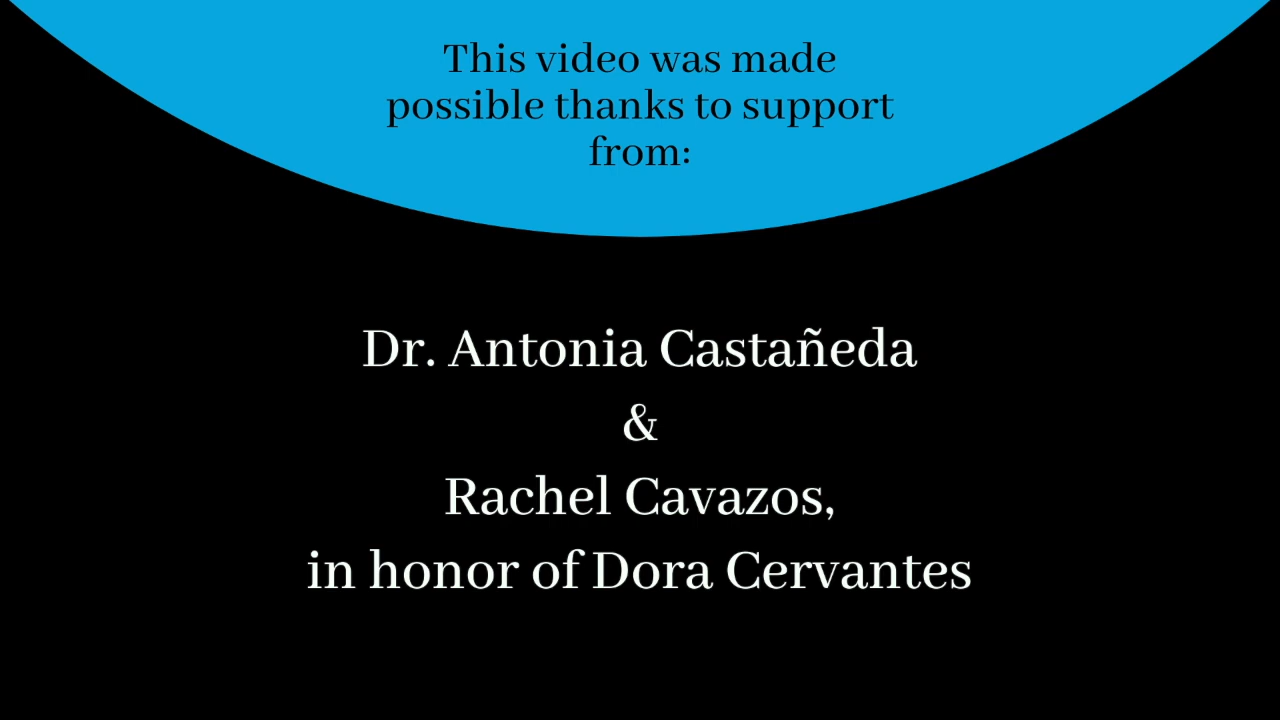 This video was made
possible thanks to support
from:
Dr. Antonia Castañeda
&
Rachel Cavazos,
in honor of Dora Cervantes